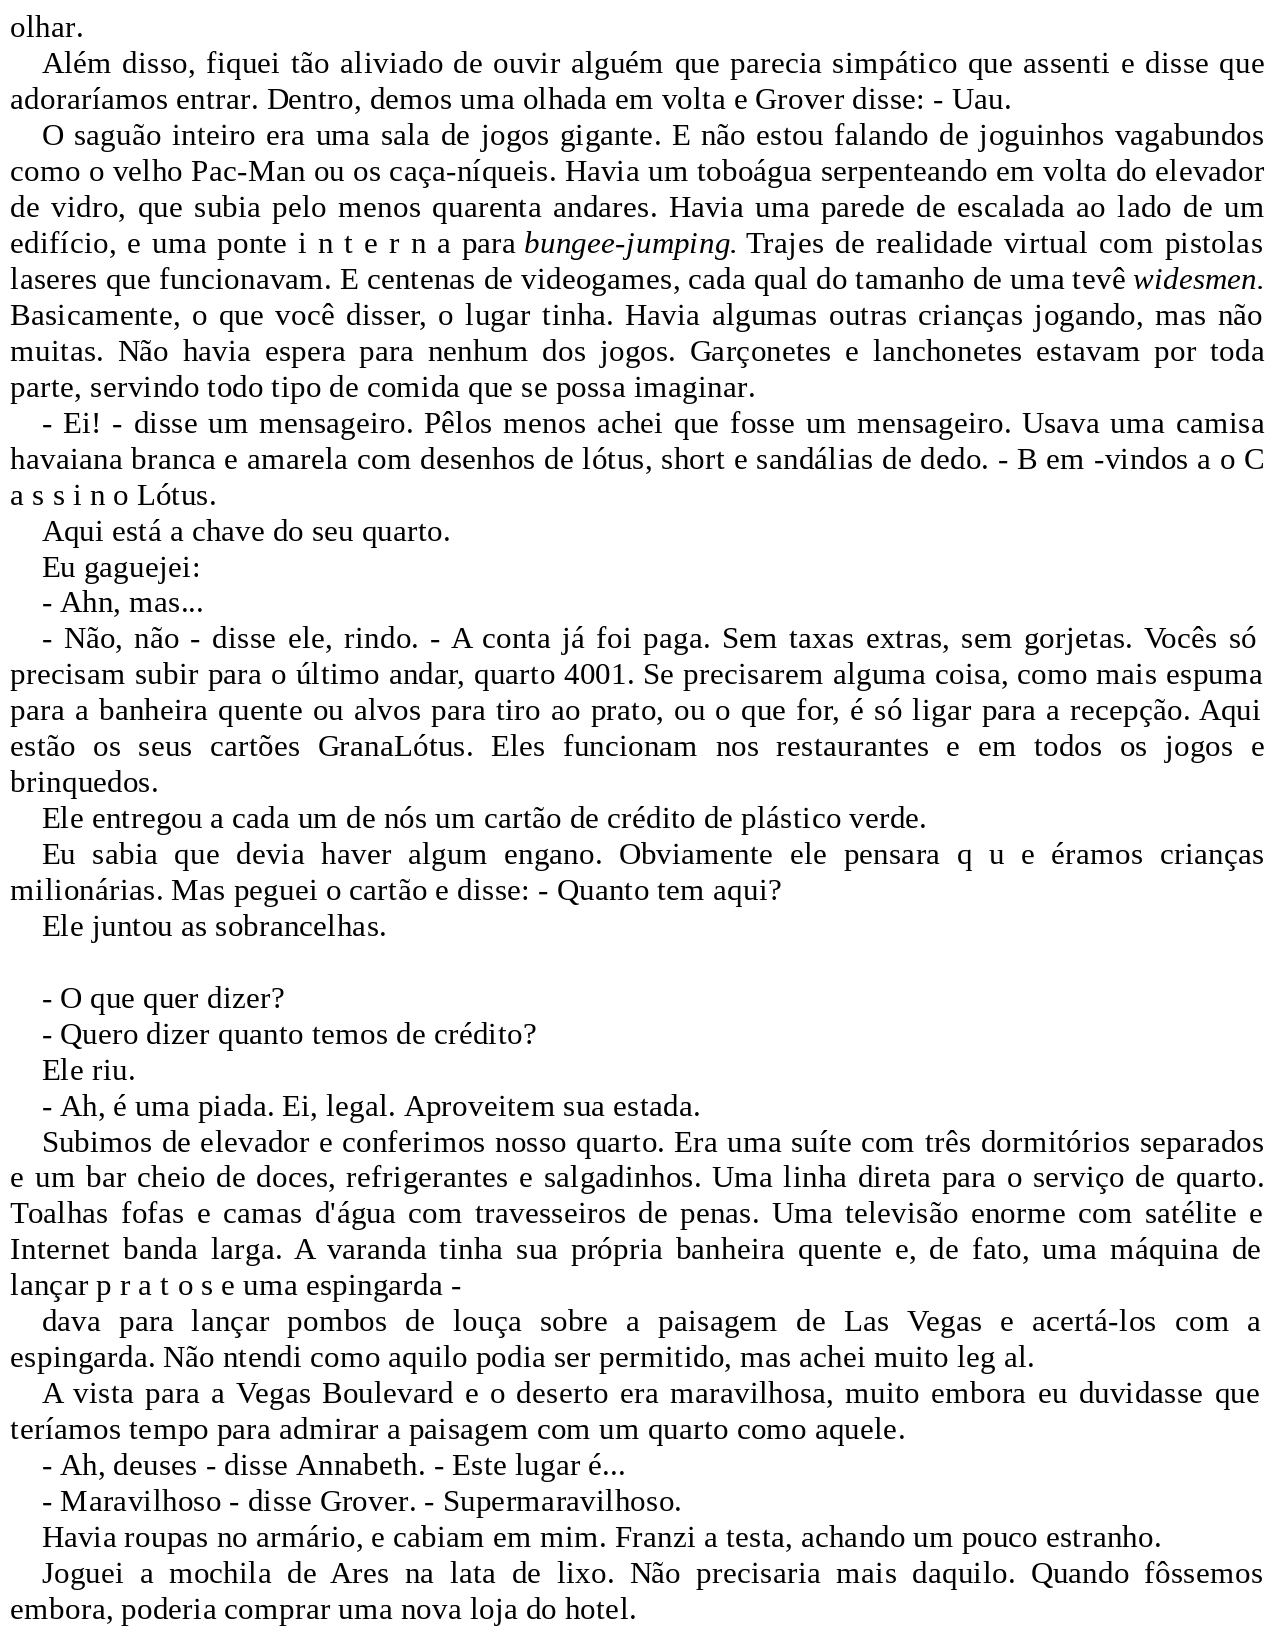 olhar.
Além disso, fiquei tão aliviado de ouvir alguém que parecia simpático que assenti e disse que
adoraríamos entrar. Dentro, demos uma olhada em volta e Grover disse: - Uau.
O saguão inteiro era uma sala de jogos gigante. E não estou falando de joguinhos vagabundos
como o velho Pac-Man ou os caça-níqueis. Havia um toboágua serpenteando em volta do elevador
de vidro, que subia pelo menos quarenta andares. Havia uma parede de escalada ao lado de um
edifício, e uma ponte i n t e r n a para bungee-jumping. Trajes de realidade virtual com pistolas
laseres que funcionavam. E centenas de videogames, cada qual do tamanho de uma tevê widesmen.
Basicamente, o que você disser, o lugar tinha. Havia algumas outras crianças jogando, mas não
muitas. Não havia espera para nenhum dos jogos. Garçonetes e lanchonetes estavam por toda
parte, servindo todo tipo de comida que se possa imaginar.
- Ei! - disse um mensageiro. Pêlos menos achei que fosse um mensageiro. Usava uma camisa
havaiana branca e amarela com desenhos de lótus, short e sandálias de dedo. - B em -vindos a o C
a s s i n o Lótus.
Aqui está a chave do seu quarto.
Eu gaguejei:
- Ahn, mas...
- Não, não - disse ele, rindo. - A conta já foi paga. Sem taxas extras, sem gorjetas. Vocês só
precisam subir para o último andar, quarto 4001. Se precisarem alguma coisa, como mais espuma
para a banheira quente ou alvos para tiro ao prato, ou o que for, é só ligar para a recepção. Aqui
estão os seus cartões GranaLótus. Eles funcionam nos restaurantes e em todos os jogos e
brinquedos.
Ele entregou a cada um de nós um cartão de crédito de plástico verde.
Eu sabia que devia haver algum engano. Obviamente ele pensara q u e éramos crianças
milionárias. Mas peguei o cartão e disse: - Quanto tem aqui?
Ele juntou as sobrancelhas.
- O que quer dizer?
- Quero dizer quanto temos de crédito?
Ele riu.
- Ah, é uma piada. Ei, legal. Aproveitem sua estada.
Subimos de elevador e conferimos nosso quarto. Era uma suíte com três dormitórios separados
e um bar cheio de doces, refrigerantes e salgadinhos. Uma linha direta para o serviço de quarto.
Toalhas fofas e camas d'água com travesseiros de penas. Uma televisão enorme com satélite e
Internet banda larga. A varanda tinha sua própria banheira quente e, de fato, uma máquina de
lançar p r a t o s e uma espingarda -
dava para lançar pombos de louça sobre a paisagem de Las Vegas e acertá-los com a
espingarda. Não ntendi como aquilo podia ser permitido, mas achei muito leg al.
A vista para a Vegas Boulevard e o deserto era maravilhosa, muito embora eu duvidasse que
teríamos tempo para admirar a paisagem com um quarto como aquele.
- Ah, deuses - disse Annabeth. - Este lugar é...
- Maravilhoso - disse Grover. - Supermaravilhoso.
Havia roupas no armário, e cabiam em mim. Franzi a testa, achando um pouco estranho.
Joguei a mochila de Ares na lata de lixo. Não precisaria mais daquilo. Quando fôssemos
embora, poderia comprar uma nova loja do hotel.